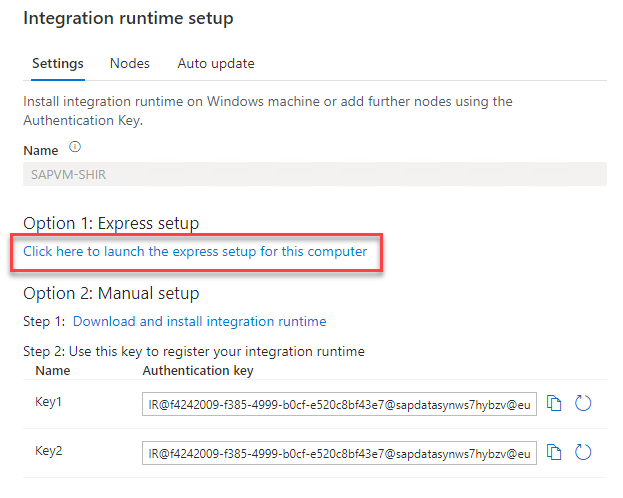 Integration runtime setup
Settings Nodes Auto update
Install integration runtime on Windows machine or add further nodes using the
Authentication Key.
Name
SAPVM-SHIR
Option 1: Express setup
Click here to launch the express setup for this computer
Option 2: Manual setup
Step 1: Download and install integration runtime
Step 2: Use this key to register your integration runtime
Name Authentication key
Key1 IR@f4242009-f385-4999-b0cf-e520c8bf43e7@sapdatasynws7hybzv@eu
Key2 IR@f4242009-f385-4999-b0cf-e520c8bf43e7@sapdatasynws7hybzv@eu